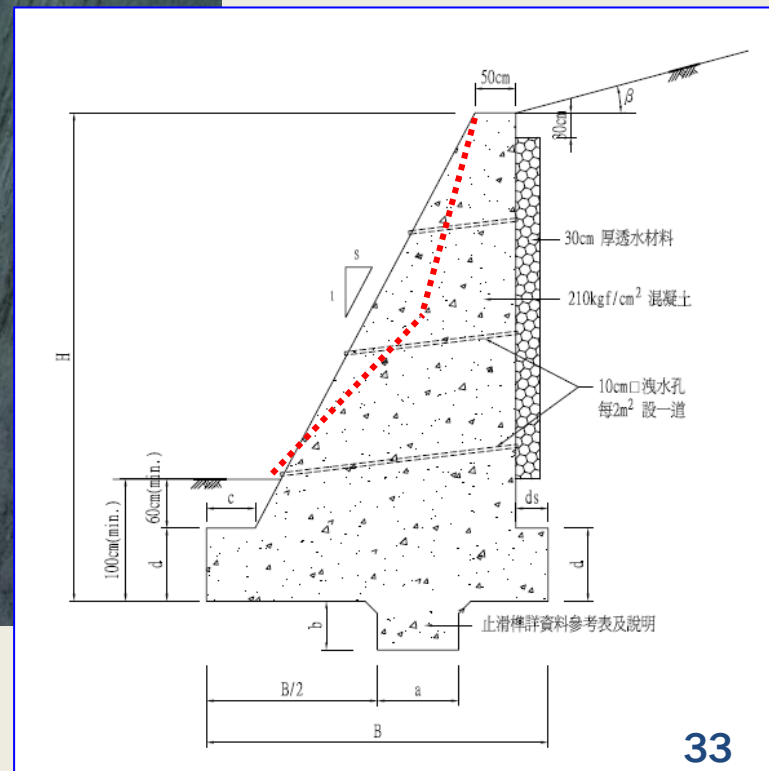 50cm
β
30cm
30cm 厚透水材料
S
1
210kgf/cm² 混凝土
H
10cm□洩水孔
每2m² 設一道
60cm(min.)
100cm(min.)
c
ds
d
d
b
止滑榫詳資料參考表及說明
B/2
a
B
33